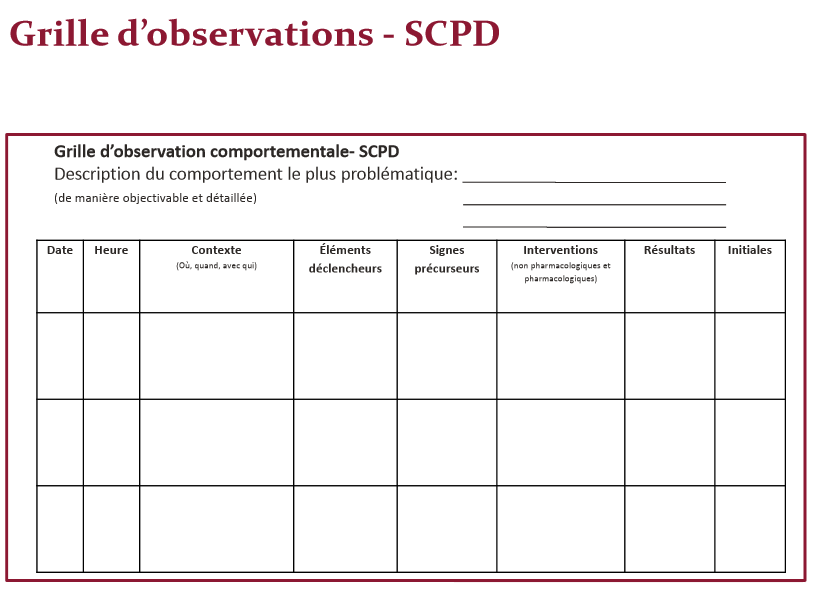 Grille d’observations - SCPD
Grille d’observation comportementale- SCPD
Description du comportement le plus problématique:
(de manière objectivable et détaillée)
Date
Heure
Contexte
(Où, quand, avec qui)
Éléments
déclencheurs
Signes
précurseurs
Interventions
(non pharmacologiques et
pharmacologiques)
Résultats
Initiales